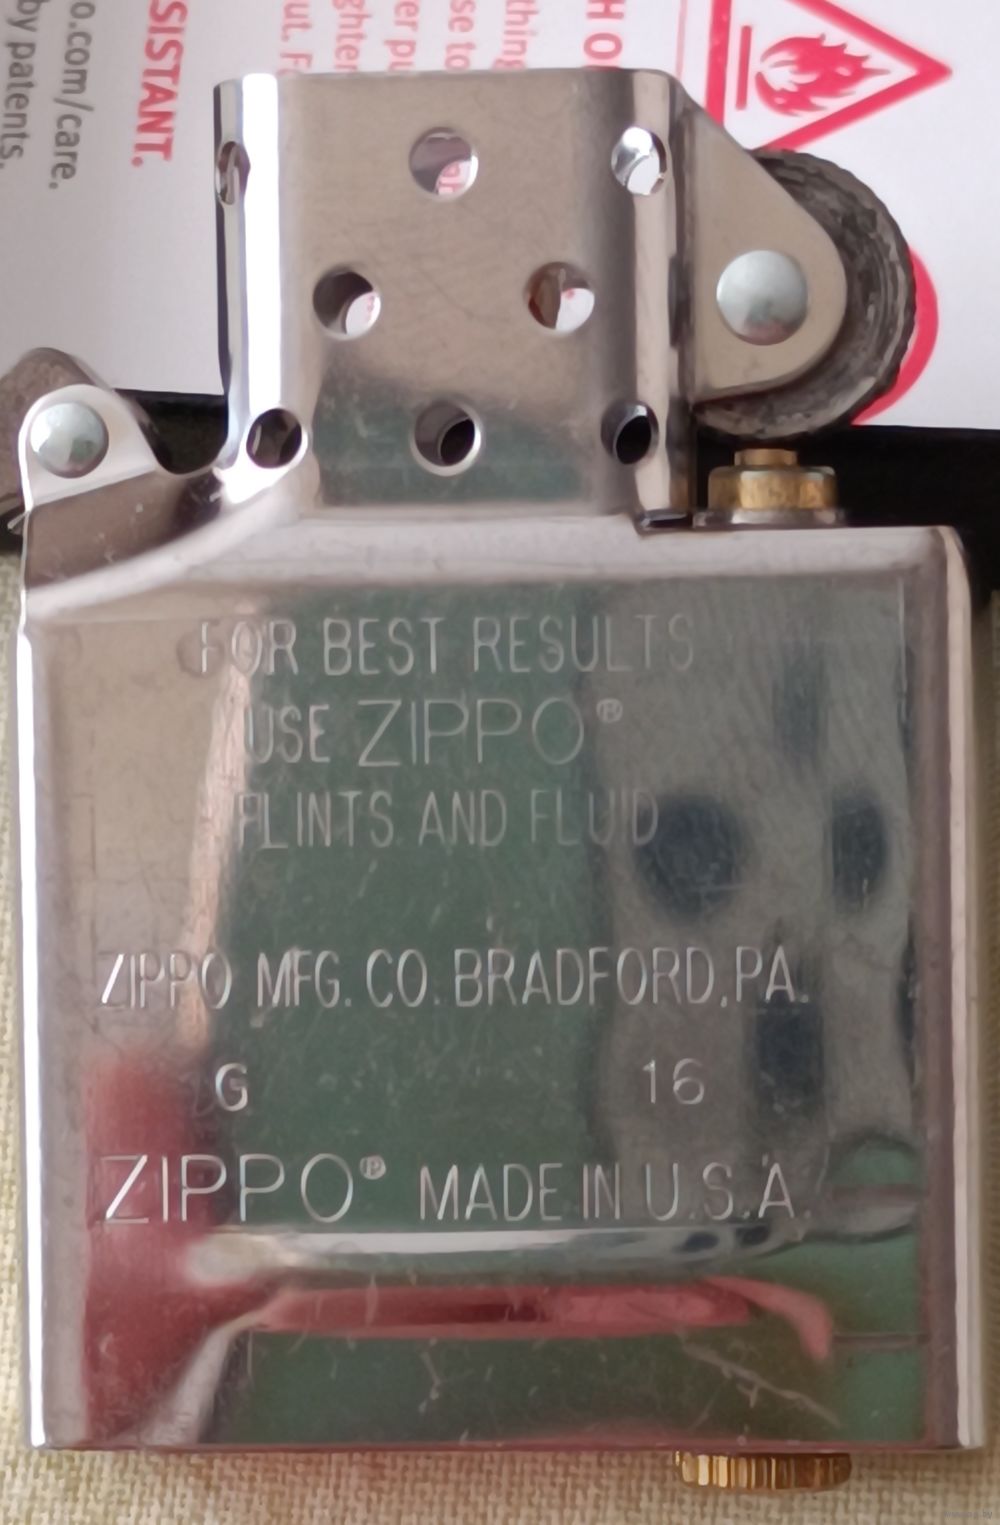 o.com/care.
by patents.
SISTANT.
FOR BEST RESULTS
USE ZIPPO®
FLINTS AND FLUID
ZIPPO MFG. CO. BRADFORD, PA.
G 16
ZIPPO® MADE IN U.S.A.